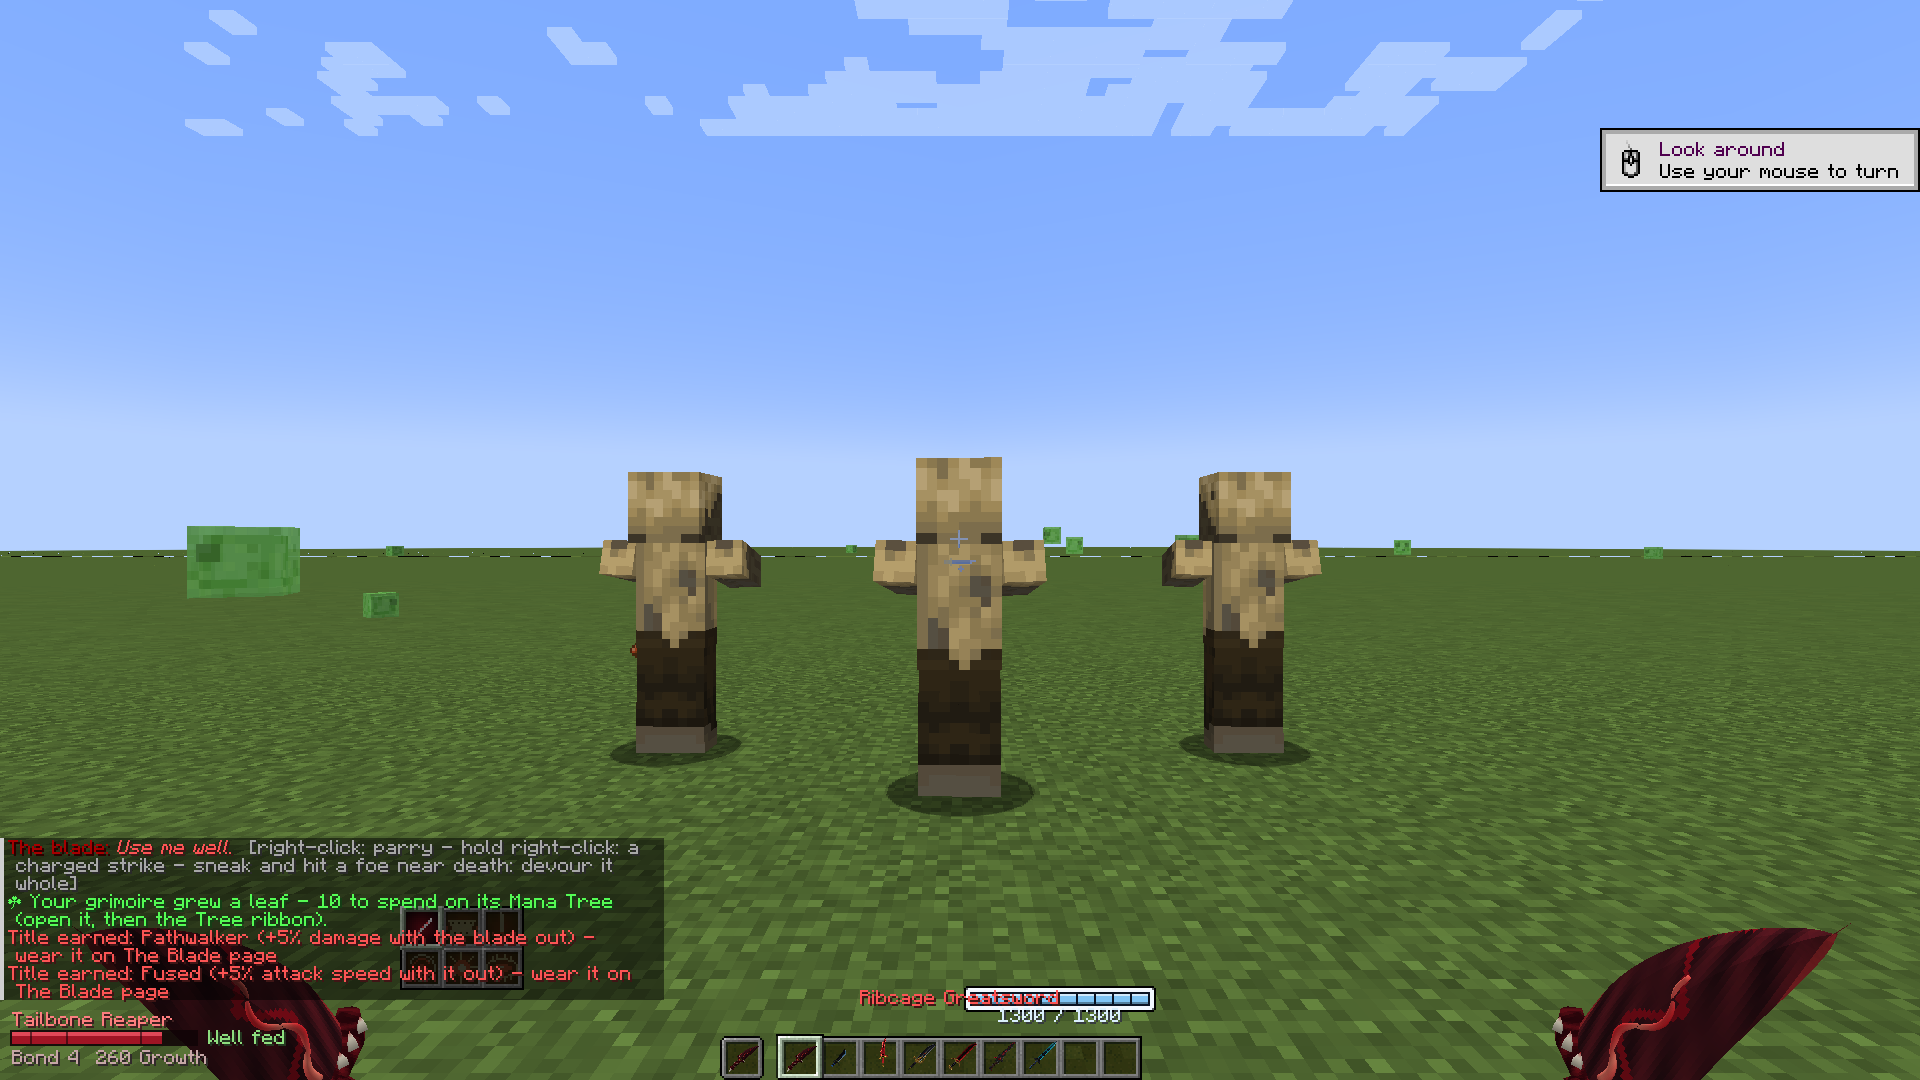 Look around
Use your mouse to turn
The blade: Use me well. [right-click: parry - hold right-click: a
charged strike - sneak and hit a foe near death: devour it
whole]
☘ Your grimoire grew a leaf - 10 to spend on its Mana Tree
(open it, then the Tree ribbon).
Title earned: Pathwalker (+5% damage with the blade out) -
wear it on The Blade page
Title earned: Fused (+5% attack speed with it out) - wear it on
The Blade page
Ribcage Greatsword
1300 / 1300
Tailbone Reaper
Well fed
Bond 4 260 Growth